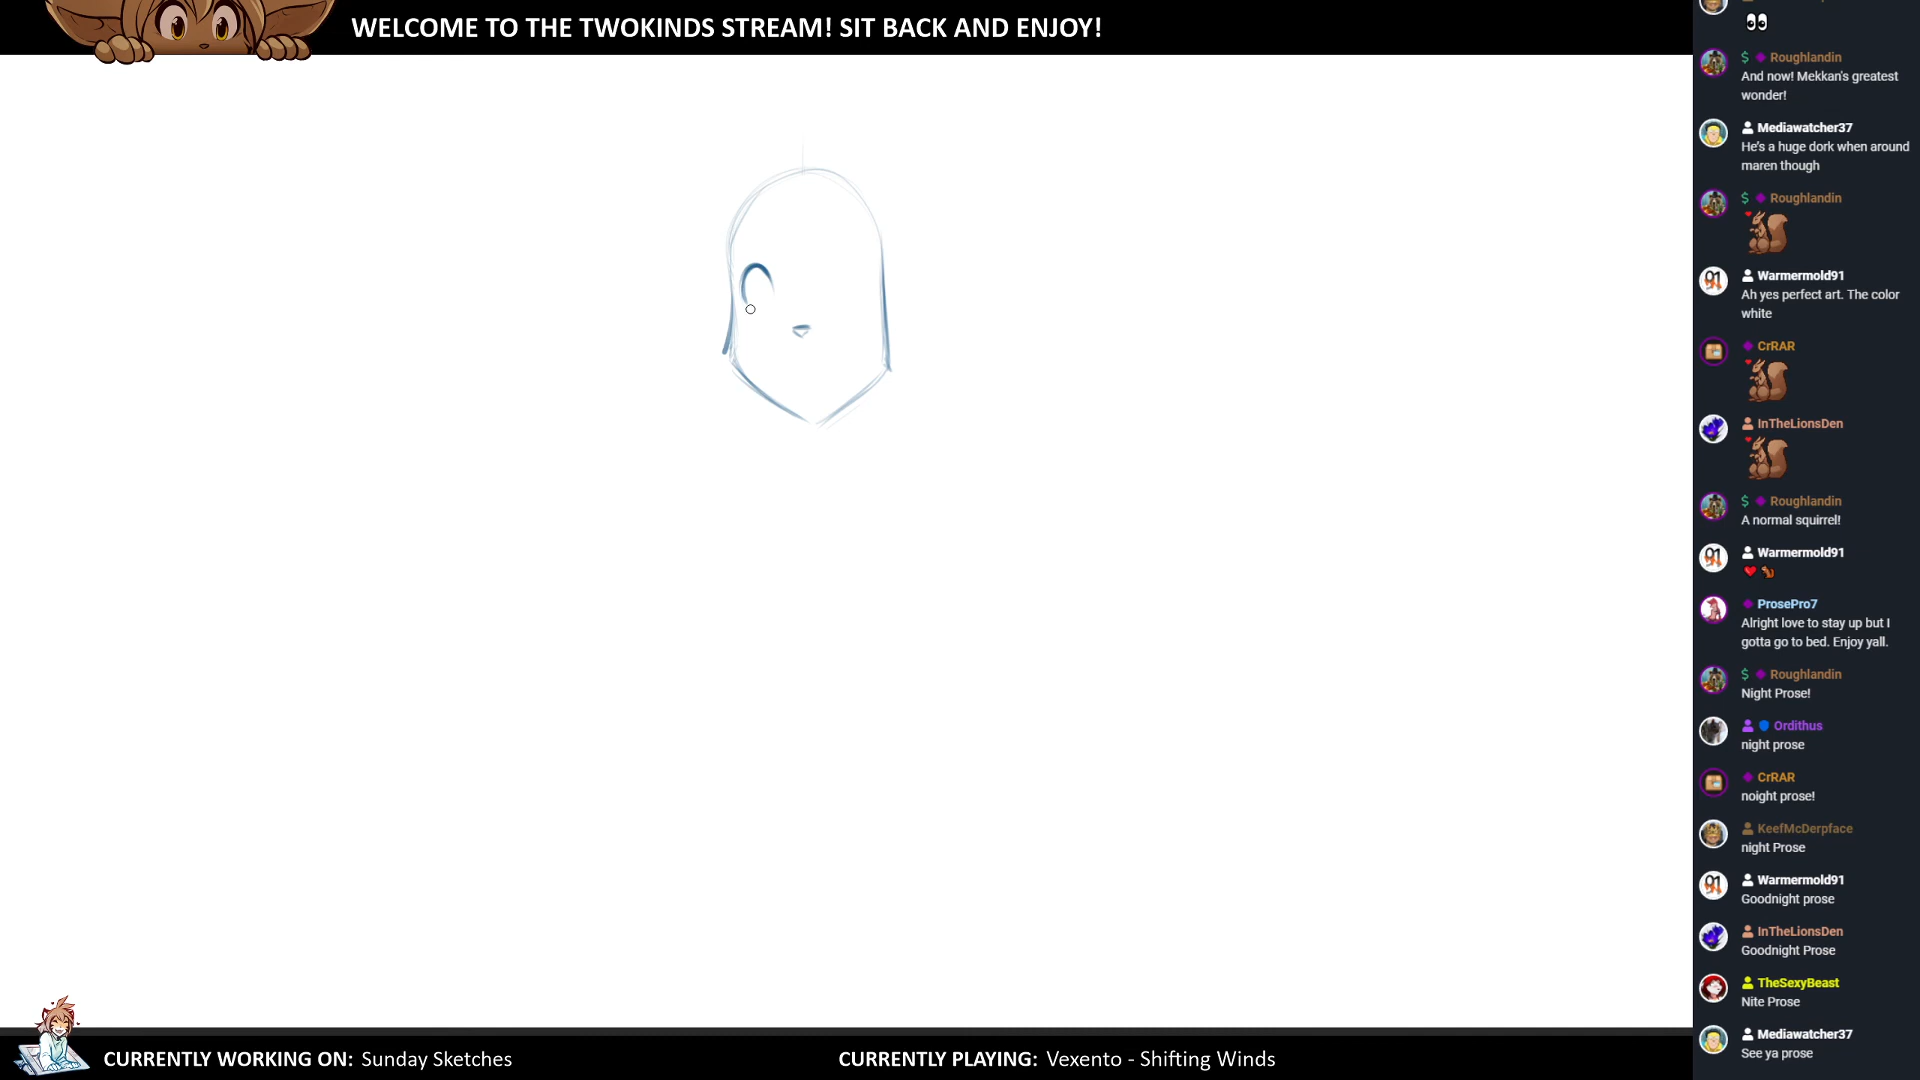 WELCOME TO THE TWOKINDS STREAM! SIT BACK AND ENJOY!
$ Roughlandin
And now! Mekkan's greatest
wonder!
Mediawatcher37
He's a huge dork when around
maren though
$ Roughlandin
Warmermold91
Ah yes perfect art. The color
white
CrRAR
InTheLionsDen
$ Roughlandin
A normal squirrel!
Warmermold91
ProsePro7
Alright love to stay up but I
gotta go to bed. Enjoy yall.
$ Roughlandin
Night Prose!
Ordithus
night prose
CrRAR
noight prose!
KeefMcDerpface
night Prose
Warmermold91
Goodnight prose
InTheLionsDen
Goodnight Prose
TheSexyBeast
Nite Prose
Mediawatcher37
See ya prose
CURRENTLY WORKING ON: Sunday Sketches
CURRENTLY PLAYING: Vexento - Shifting Winds